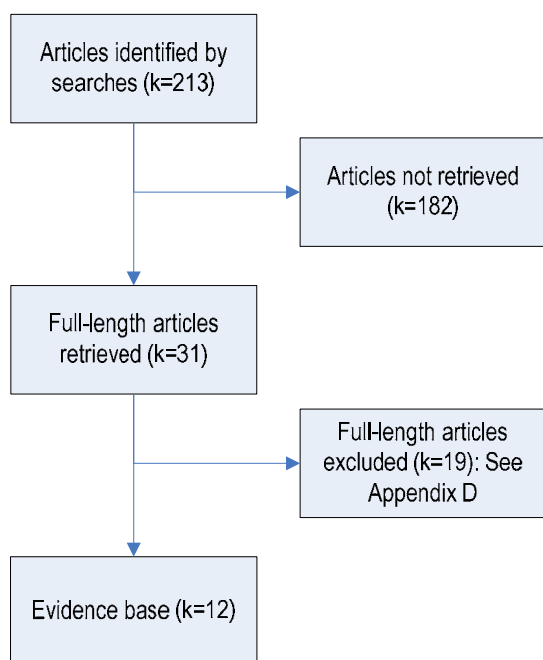 Articles identified by
searches (k=213)
Articles not retrieved
(k=182)
Full-length articles
retrieved (k=31)
Full-length articles
excluded (k=19): See
Appendix D
Evidence base (k=12)